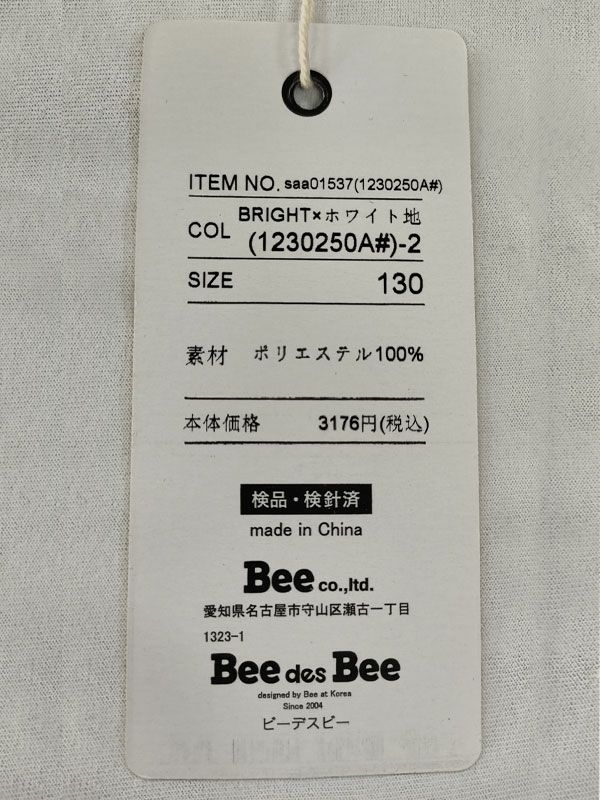 ITEM NO. saa01537(1230250A#)
COL BRIGHT×ホワイト地
(1230250A#)-2
SIZE 130
素材 ポリエステル100%
本体価格 3176円(税込)
検品・検針済
made in China
Bee co.,ltd.
愛知県名古屋市守山区瀬古一丁目
1323-1
Bee des Bee
designed by Bee at Korea
Since 2004
ビーデスビー